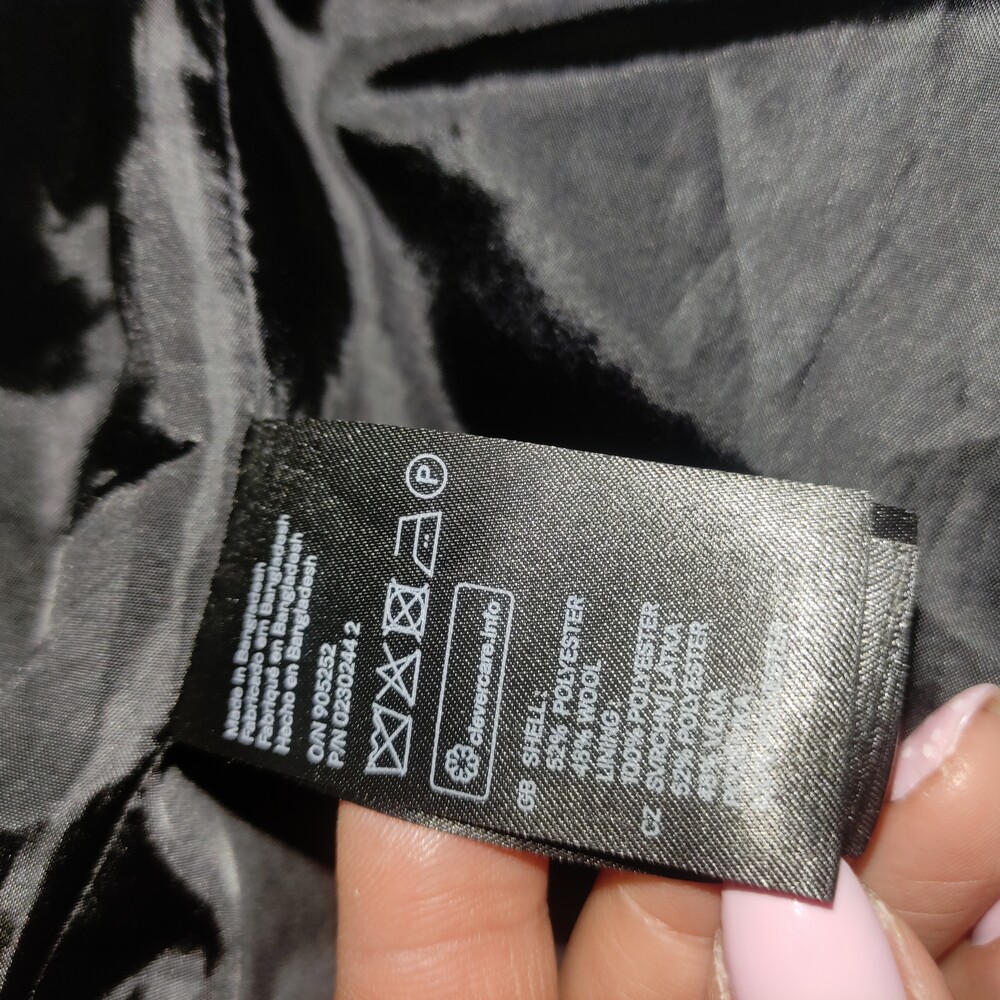 Made in Bangladesh
Fabricado em Bangladesh
Fabriqué en Bangladesh
Hecho en Bangladesh
O/N 905252
P/N 0230244 2
P
clevercare.info
GB SHELL:
52% POLYESTER
48% WOOL
LINING
100% POLYESTER
CZ SVRCHNÍ LÁTKA
52% POLYESTER
48% VLNA